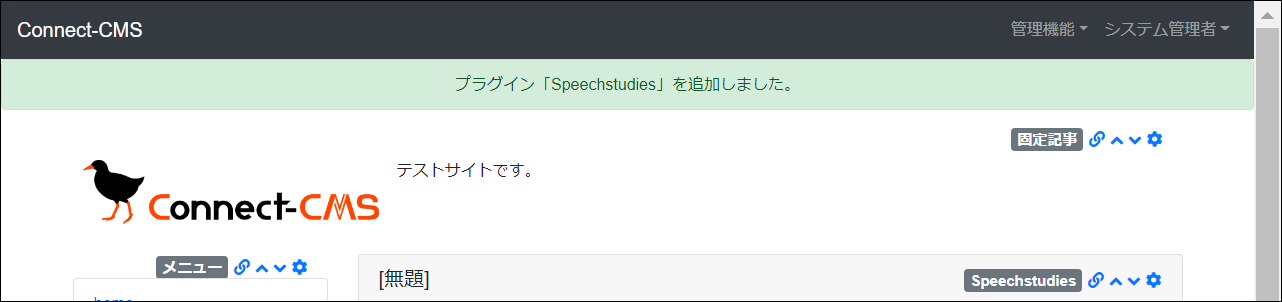 Connect-CMS 管理機能 システム管理者
プラグイン「Speechstudies」を追加しました。
固定記事
テストサイトです。
Connect-CMS
メニュー
[無題] Speechstudies
home